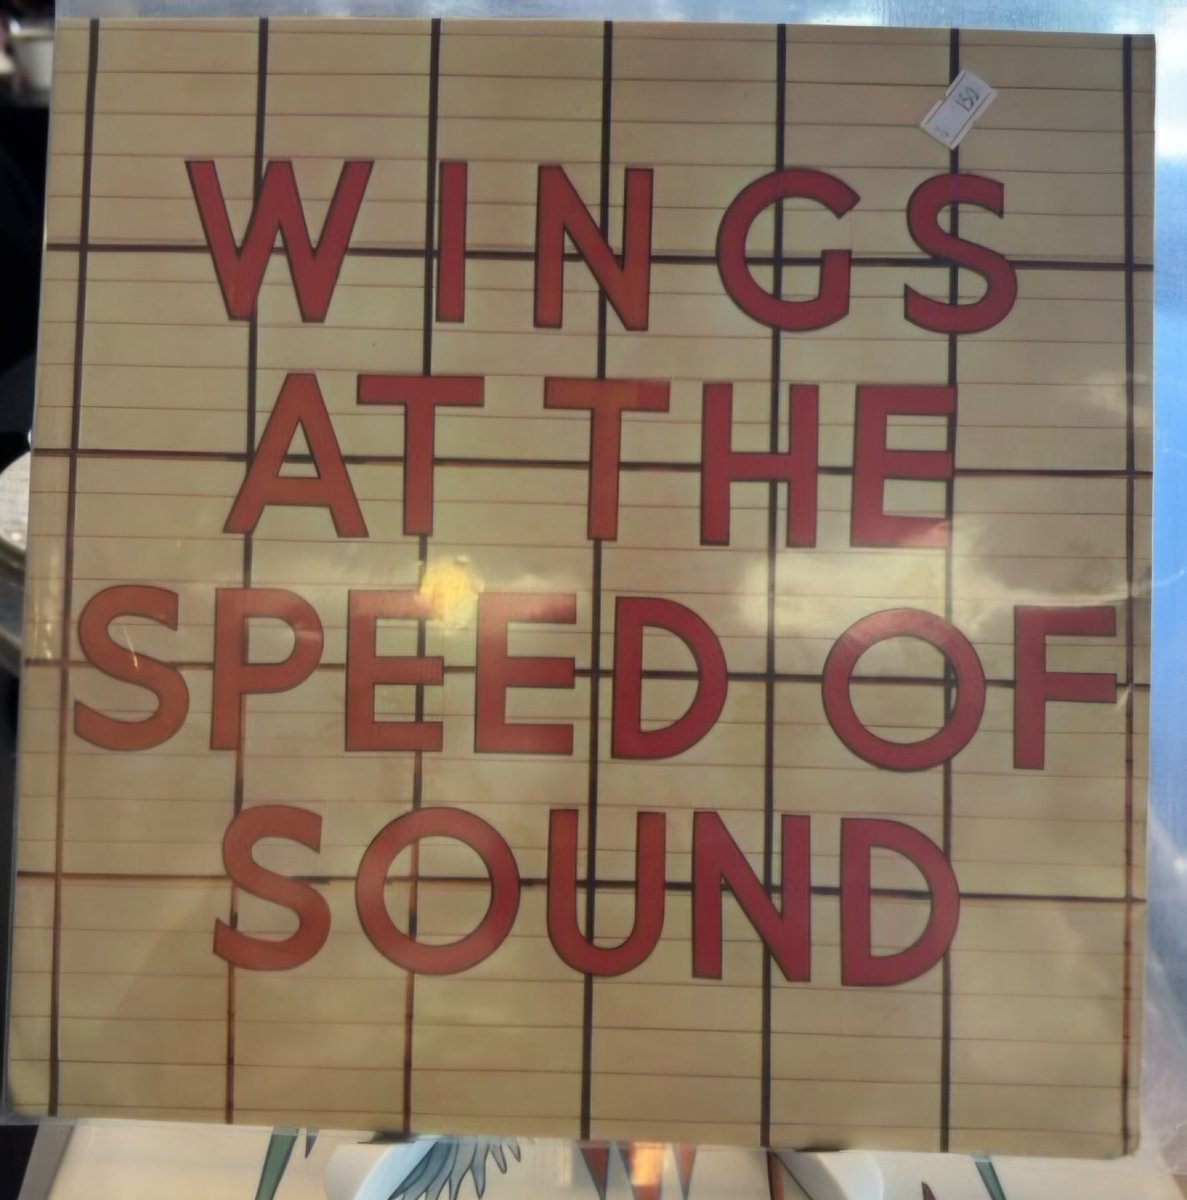 WINGS
AT THE
SPEED OF
SOUND